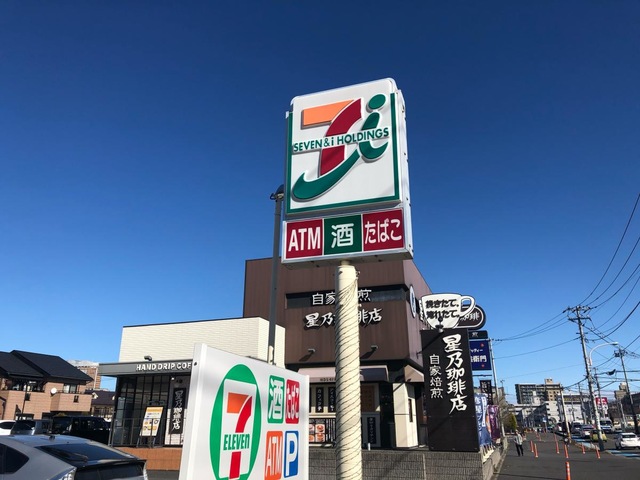 SEVEN & i HOLDINGS
ATM 酒 たばこ
自家焙煎
星乃珈琲店
焼きたて、
淹れたて。
星乃珈琲店
自家焙煎
HAND DRIP COF
7
ELEVEN
酒 たばこ
ATM P